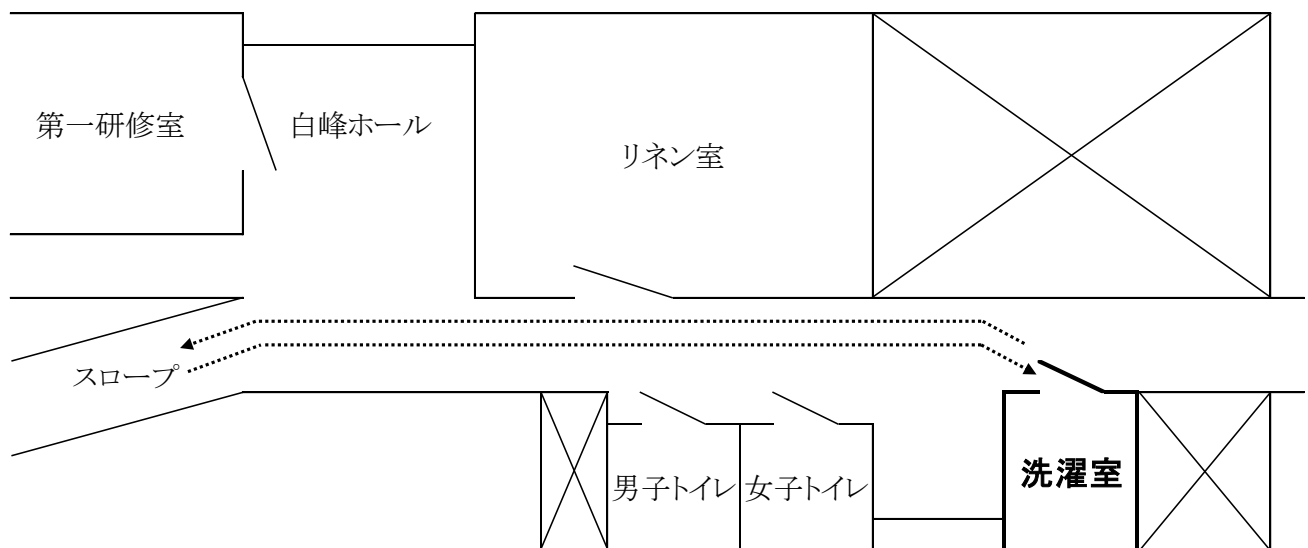 第一研修室
白峰ホール
リネン室
スロープ
男子トイレ
女子トイレ
洗濯室